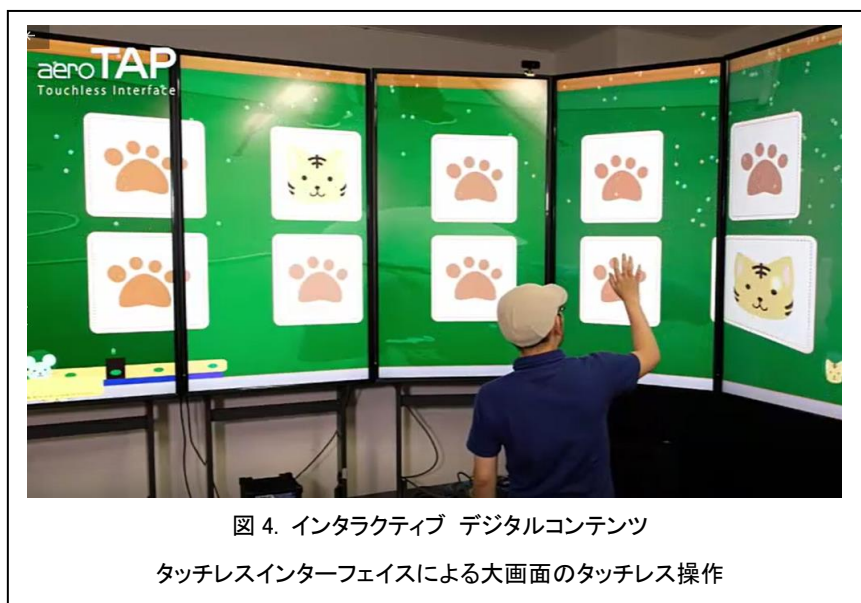 aeroTAP
Touchless Interface
図 4. インタラクティブ デジタルコンテンツ
タッチレスインターフェイスによる大画面のタッチレス操作